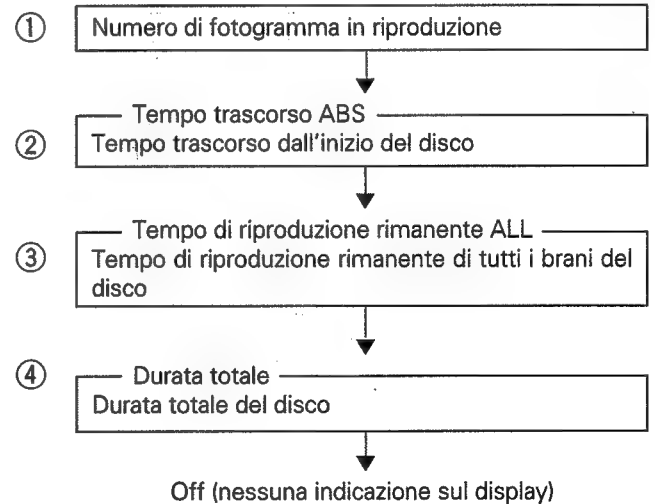 ① Numero di fotogramma in riproduzione
Tempo trascorso ABS
② Tempo trascorso dall'inizio del disco
Tempo di riproduzione rimanente ALL
③ Tempo di riproduzione rimanente di tutti i brani del
disco
④ Durata totale
Durata totale del disco
Off (nessuna indicazione sul display)